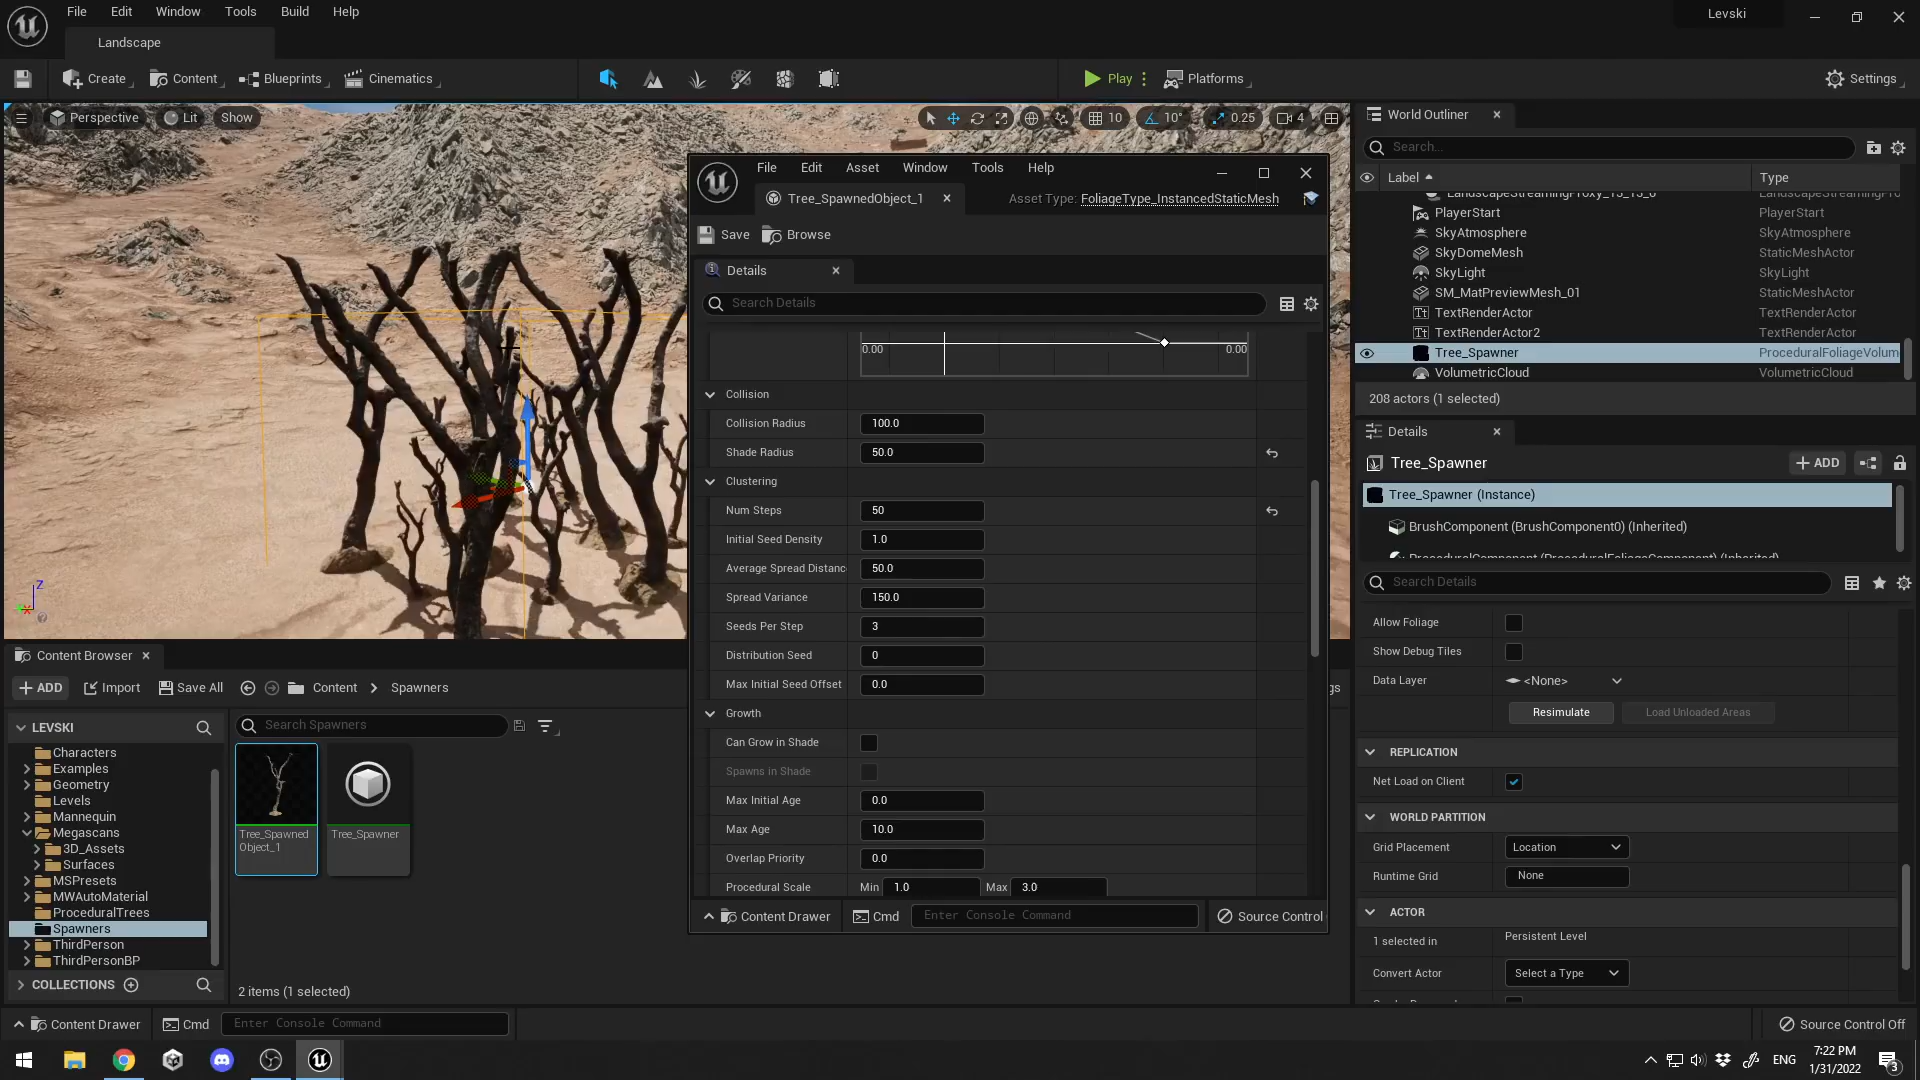 File Edit Window Tools Build Help
Levski
Landscape
Create Content Blueprints Cinematics Play Platforms Settings
Perspective Lit Show
10 10° 0.25 4
World Outliner
Search...
Label Type
LandscapeStreamingProxy_15_15_0
PlayerStart PlayerStart
SkyAtmosphere SkyAtmosphere
SkyDomeMesh StaticMeshActor
SkyLight SkyLight
SM_MatPreviewMesh_01 StaticMeshActor
TextRenderActor TextRenderActor
TextRenderActor2 TextRenderActor
Tree_Spawner ProceduralFoliageVolum
VolumetricCloud VolumetricCloud
208 actors (1 selected)
File Edit Asset Window Tools Help
Tree_SpawnedObject_1
Asset Type: FoliageType_InstancedStaticMesh
Save Browse
Details
Search Details
0.00 0.00
Collision
Collision Radius 100.0
Shade Radius 50.0
Clustering
Num Steps 50
Initial Seed Density 1.0
Average Spread Distanc 50.0
Spread Variance 150.0
Seeds Per Step 3
Distribution Seed 0
Max Initial Seed Offset 0.0
Growth
Can Grow in Shade
Spawns in Shade
Max Initial Age 0.0
Max Age 10.0
Overlap Priority 0.0
Procedural Scale Min 1.0 Max 3.0
Content Drawer Cmd Enter Console Command Source Control
Details
Tree_Spawner ADD
Tree_Spawner (Instance)
BrushComponent (BrushComponent0) (Inherited)
ProceduralComponent (ProceduralFoliageComponent) (Inherited)
Search Details
Allow Foliage
Show Debug Tiles
Data Layer <None>
Resimulate Load Unloaded Areas
REPLICATION
Net Load on Client
WORLD PARTITION
Grid Placement Location
Runtime Grid None
ACTOR
1 selected in Persistent Level
Convert Actor Select a Type
Content Browser
ADD Import Save All Content Spawners
gs
LEVSKI
Search Spawners
Characters
Examples
Geometry
Levels
Mannequin
Megascans
3D_Assets
Surfaces
MSPresets
MWAutoMaterial
ProceduralTrees
Spawners
ThirdPerson
ThirdPersonBP
COLLECTIONS
Tree_Spawned
Object_1
Tree_Spawner
2 items (1 selected)
Content Drawer Cmd Enter Console Command
Source Control Off
ENG
7:22 PM
1/31/2022
3
Z
X